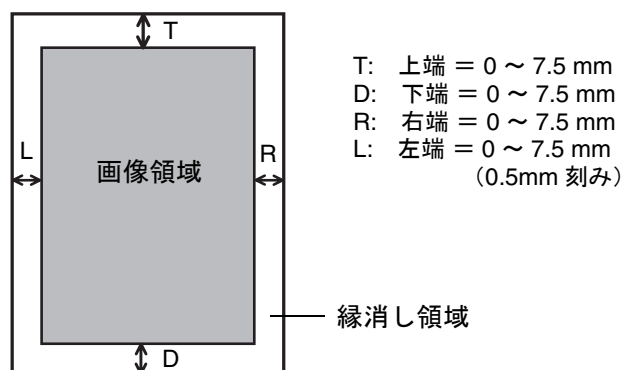 T
L
画像領域
R
D
T: 上端 ＝ 0 ～ 7.5 mm
D: 下端 ＝ 0 ～ 7.5 mm
R: 右端 ＝ 0 ～ 7.5 mm
L: 左端 ＝ 0 ～ 7.5 mm
（0.5mm 刻み）
縁消し領域